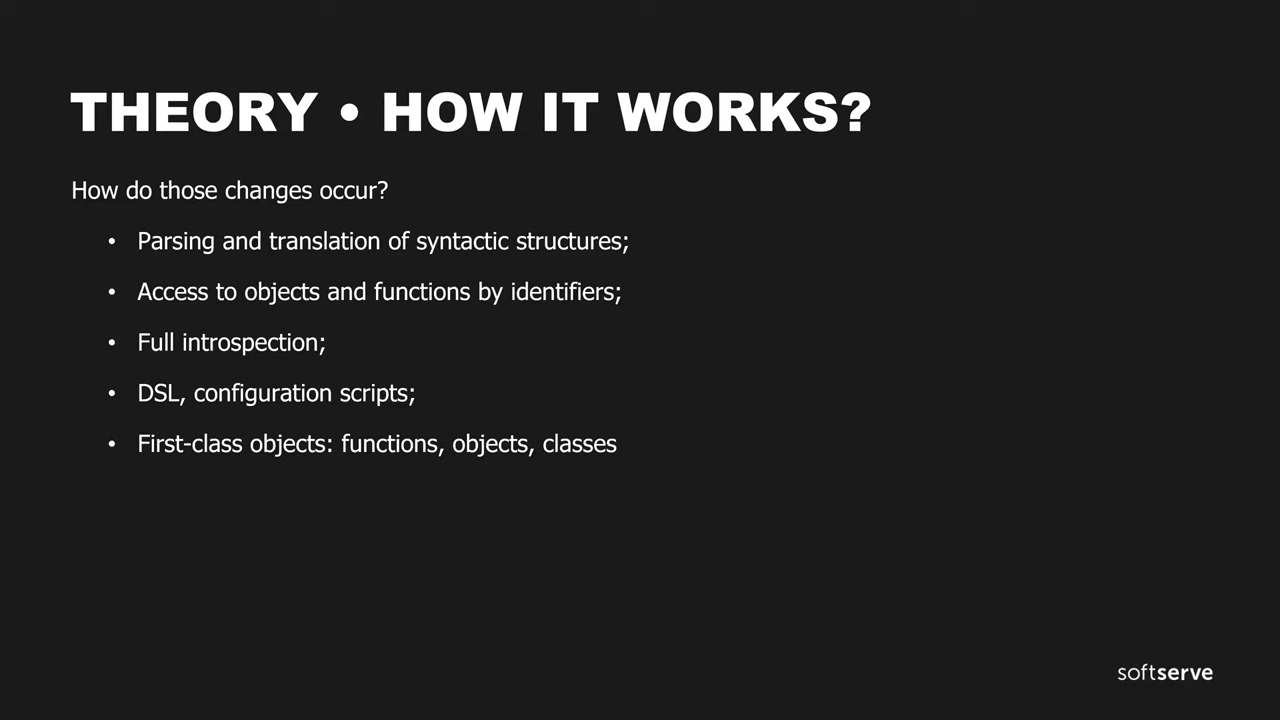 THEORY • HOW IT WORKS?
How do those changes occur?
• Parsing and translation of syntactic structures;
• Access to objects and functions by identifiers;
• Full introspection;
• DSL, configuration scripts;
• First-class objects: functions, objects, classes
softserve